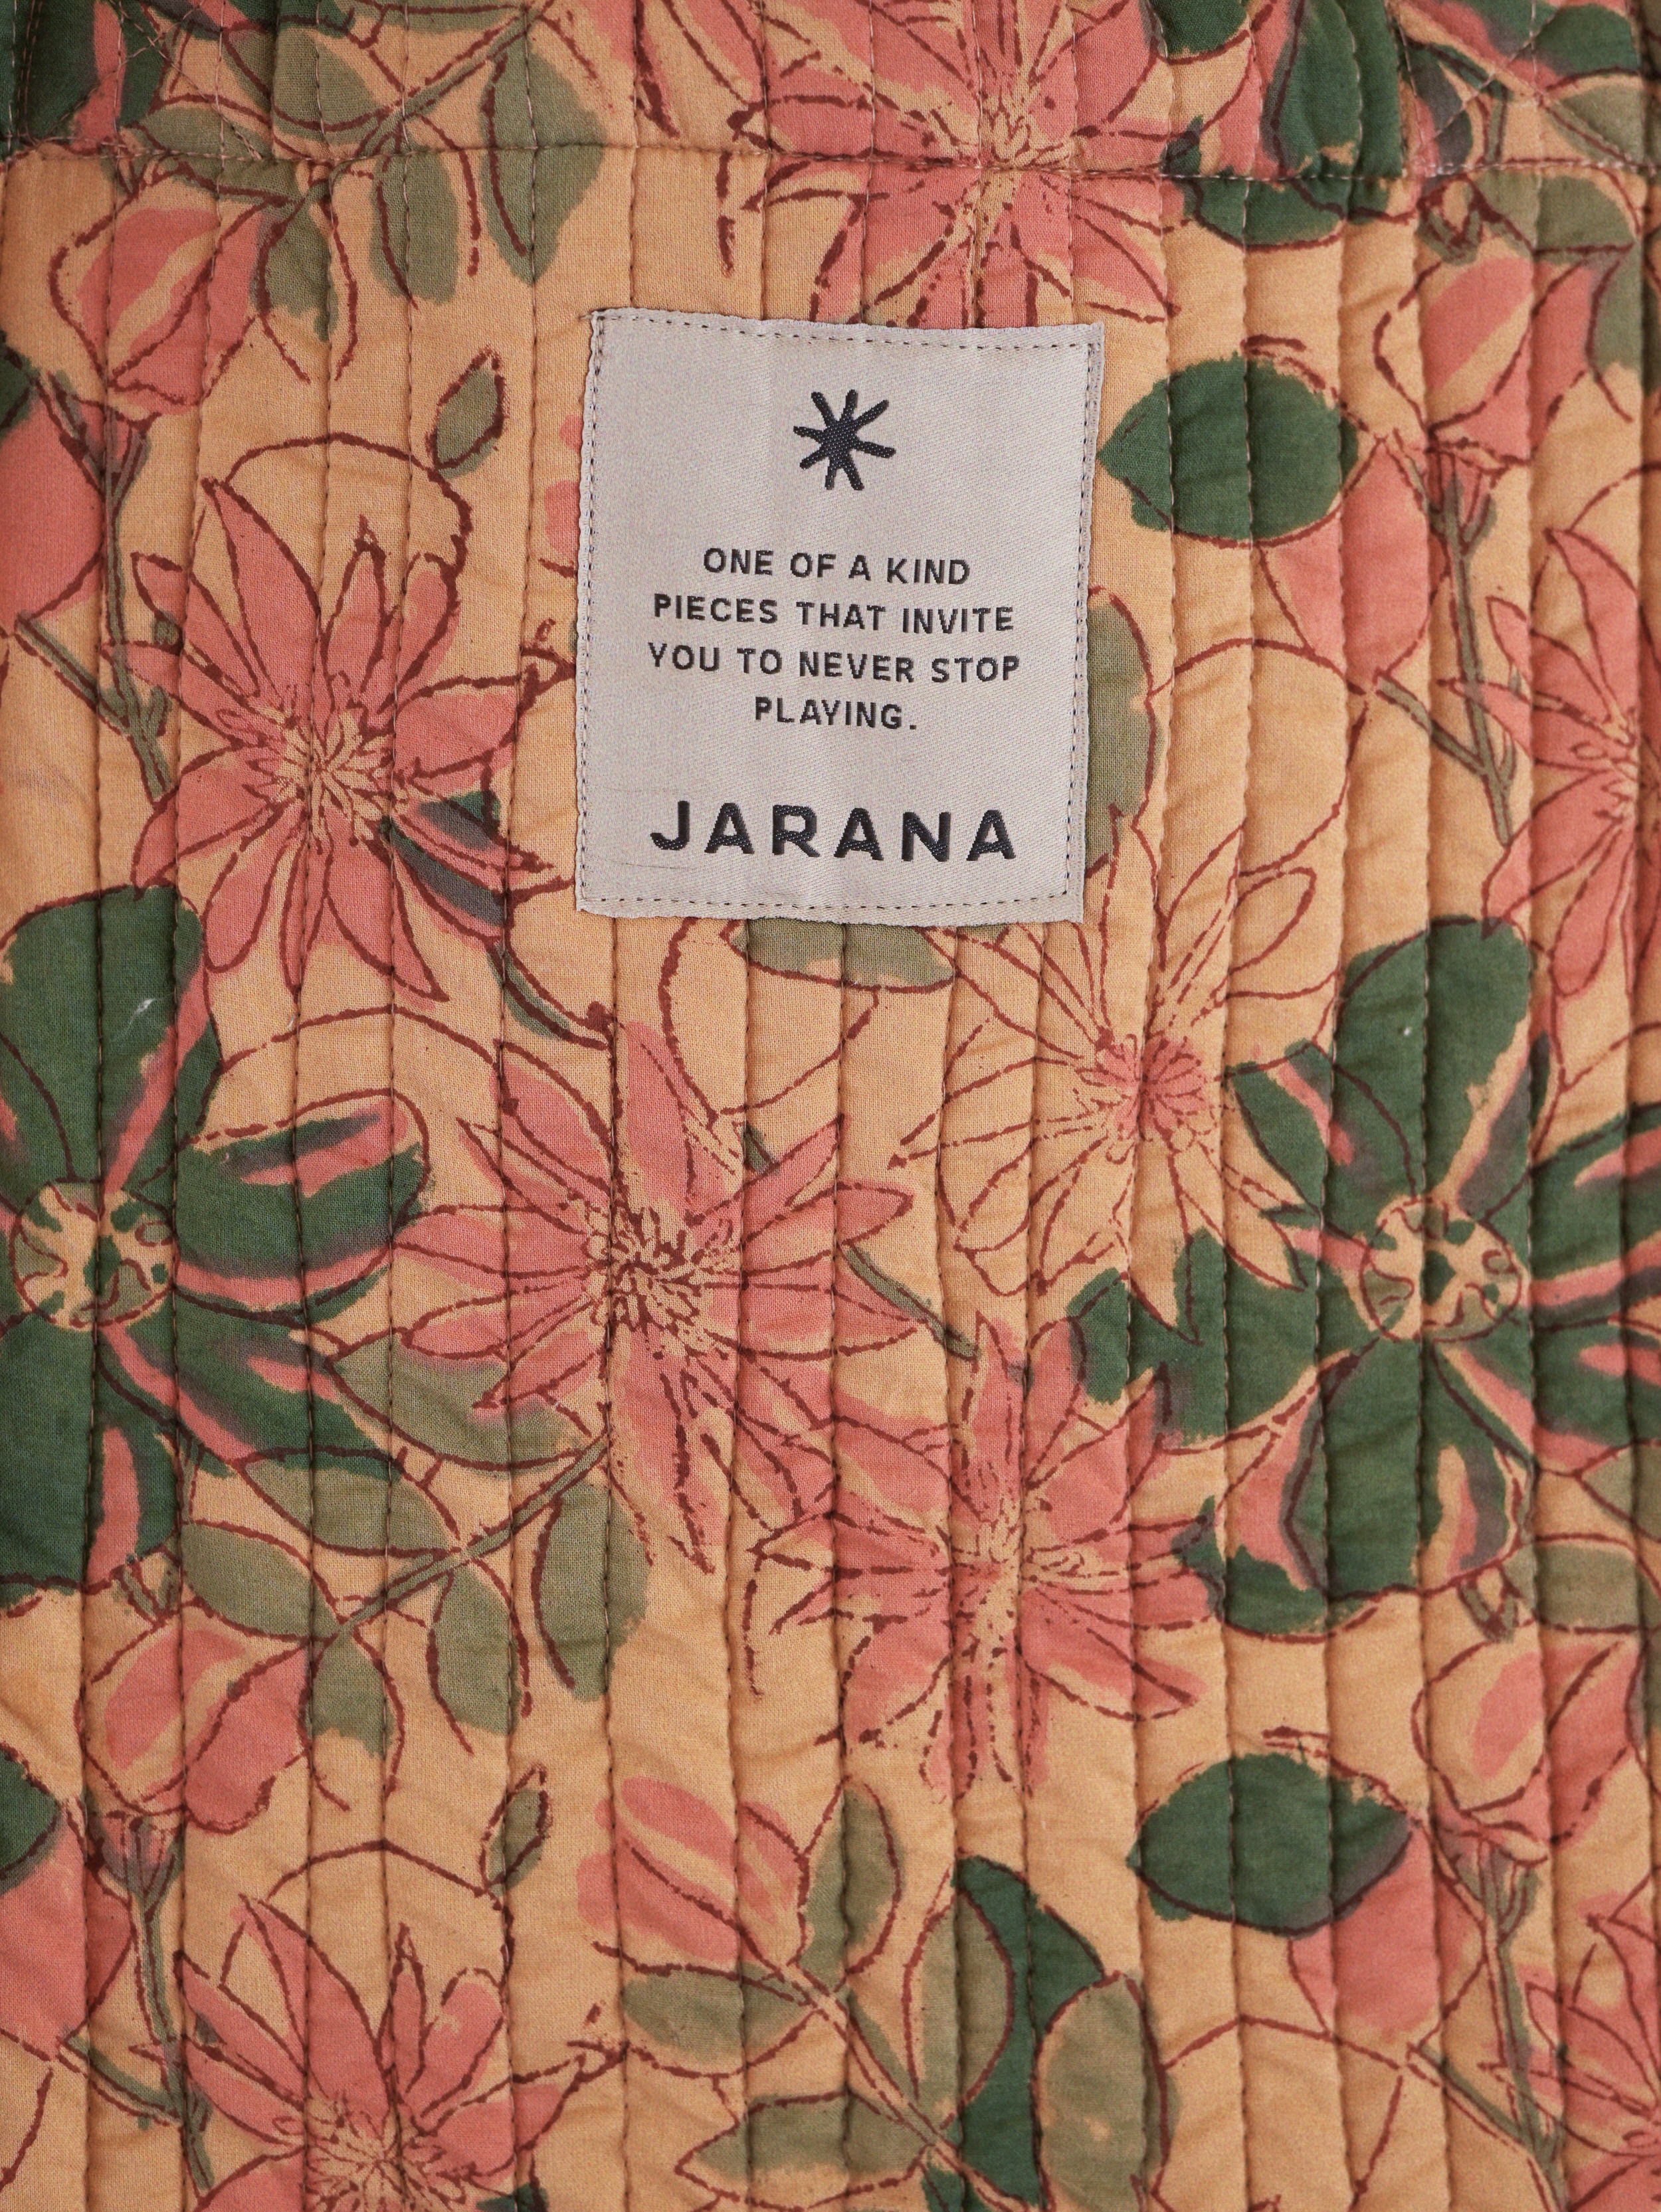 ONE OF A KIND
PIECES THAT INVITE
YOU TO NEVER STOP
PLAYING.
JARANA